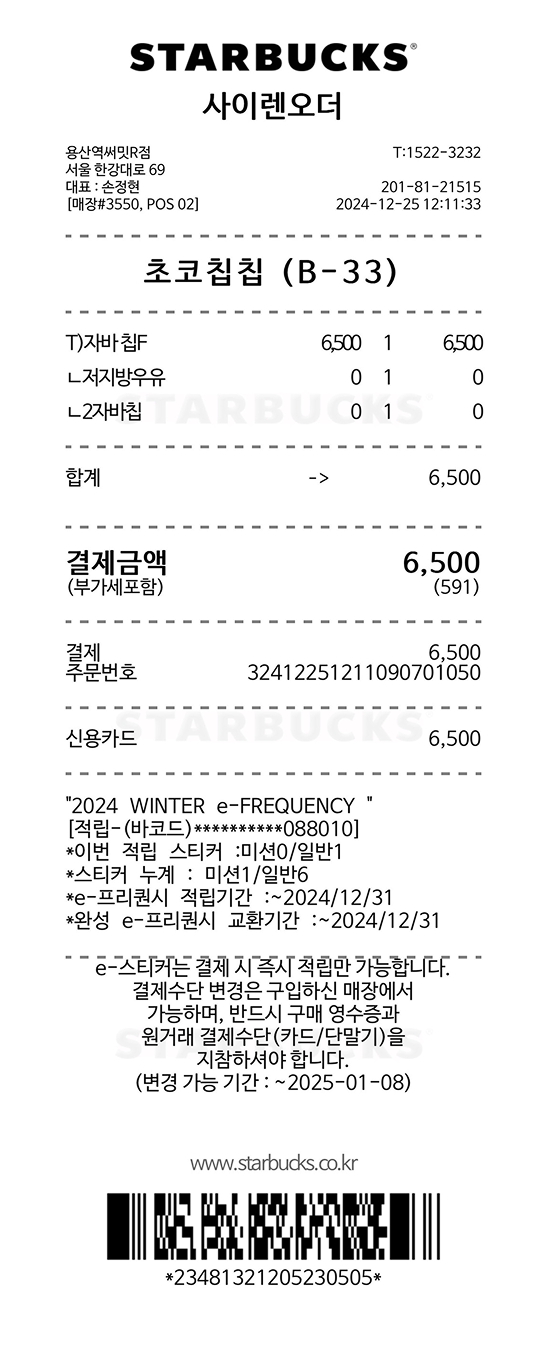 STARBUCKS®
사이렌오더
용산역써밋R점 T:1522-3232
서울 한강대로 69
대표 : 손정현 201-81-21515
[매장#3550, POS 02] 2024-12-25 12:11:33
초코칩칩 (B-33)
T)자바칩F 6,500 1 6,500
ㄴ저지방우유 0 1 0
STARBUCKS
ㄴ2자바칩 0 1 0
합계 -> 6,500
결제금액 6,500
(부가세포함) (591)
결제 6,500
주문번호 32412251211090701050
STARBUCKS
신용카드 6,500
"2024 WINTER e-FREQUENCY "
[적립-(바코드)**********088010]
*이번 적립 스티커 :미션0/일반1
*스티커 누계 : 미션1/일반6
*e-프리퀀시 적립기간 :~2024/12/31
*완성 e-프리퀀시 교환기간 :~2024/12/31
e-스티커는 결제 시 즉시 적립만 가능합니다.
결제수단 변경은 구입하신 매장에서
가능하며, 반드시 구매 영수증과
원거래 결제수단(카드/단말기)을
STARBUCKS
지참하셔야 합니다.
(변경 가능 기간 : ~2025-01-08)
www.starbucks.co.kr
*23481321205230505*